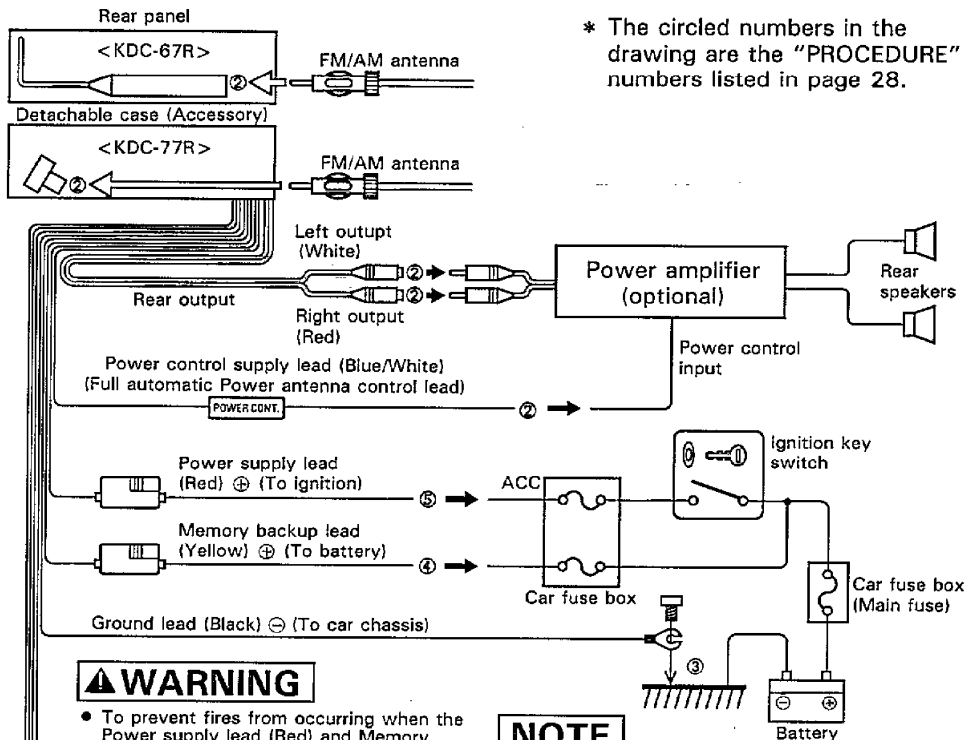 Rear panel
<KDC-67R>
②
FM/AM antenna
* The circled numbers in the
drawing are the "PROCEDURE"
numbers listed in page 28.
Detachable case (Accessory)
<KDC-77R>
②
FM/AM antenna
Left outupt
(White)
②
②
Rear output
Right output
(Red)
Power amplifier
(optional)
Rear
speakers
Power control
input
Power control supply lead (Blue/White)
(Full automatic Power antenna control lead)
POWER CONT.
②
Ignition key
switch
Power supply lead
(Red) ⊕ (To ignition)
⑤
ACC
Memory backup lead
(Yellow) ⊕ (To battery)
④
Car fuse box
Car fuse box
(Main fuse)
Ground lead (Black) ⊖ (To car chassis)
③
⊖ ⊕
Battery
WARNING
• To prevent fires from occurring when the
Power supply lead (Red) and Memory
NOTE